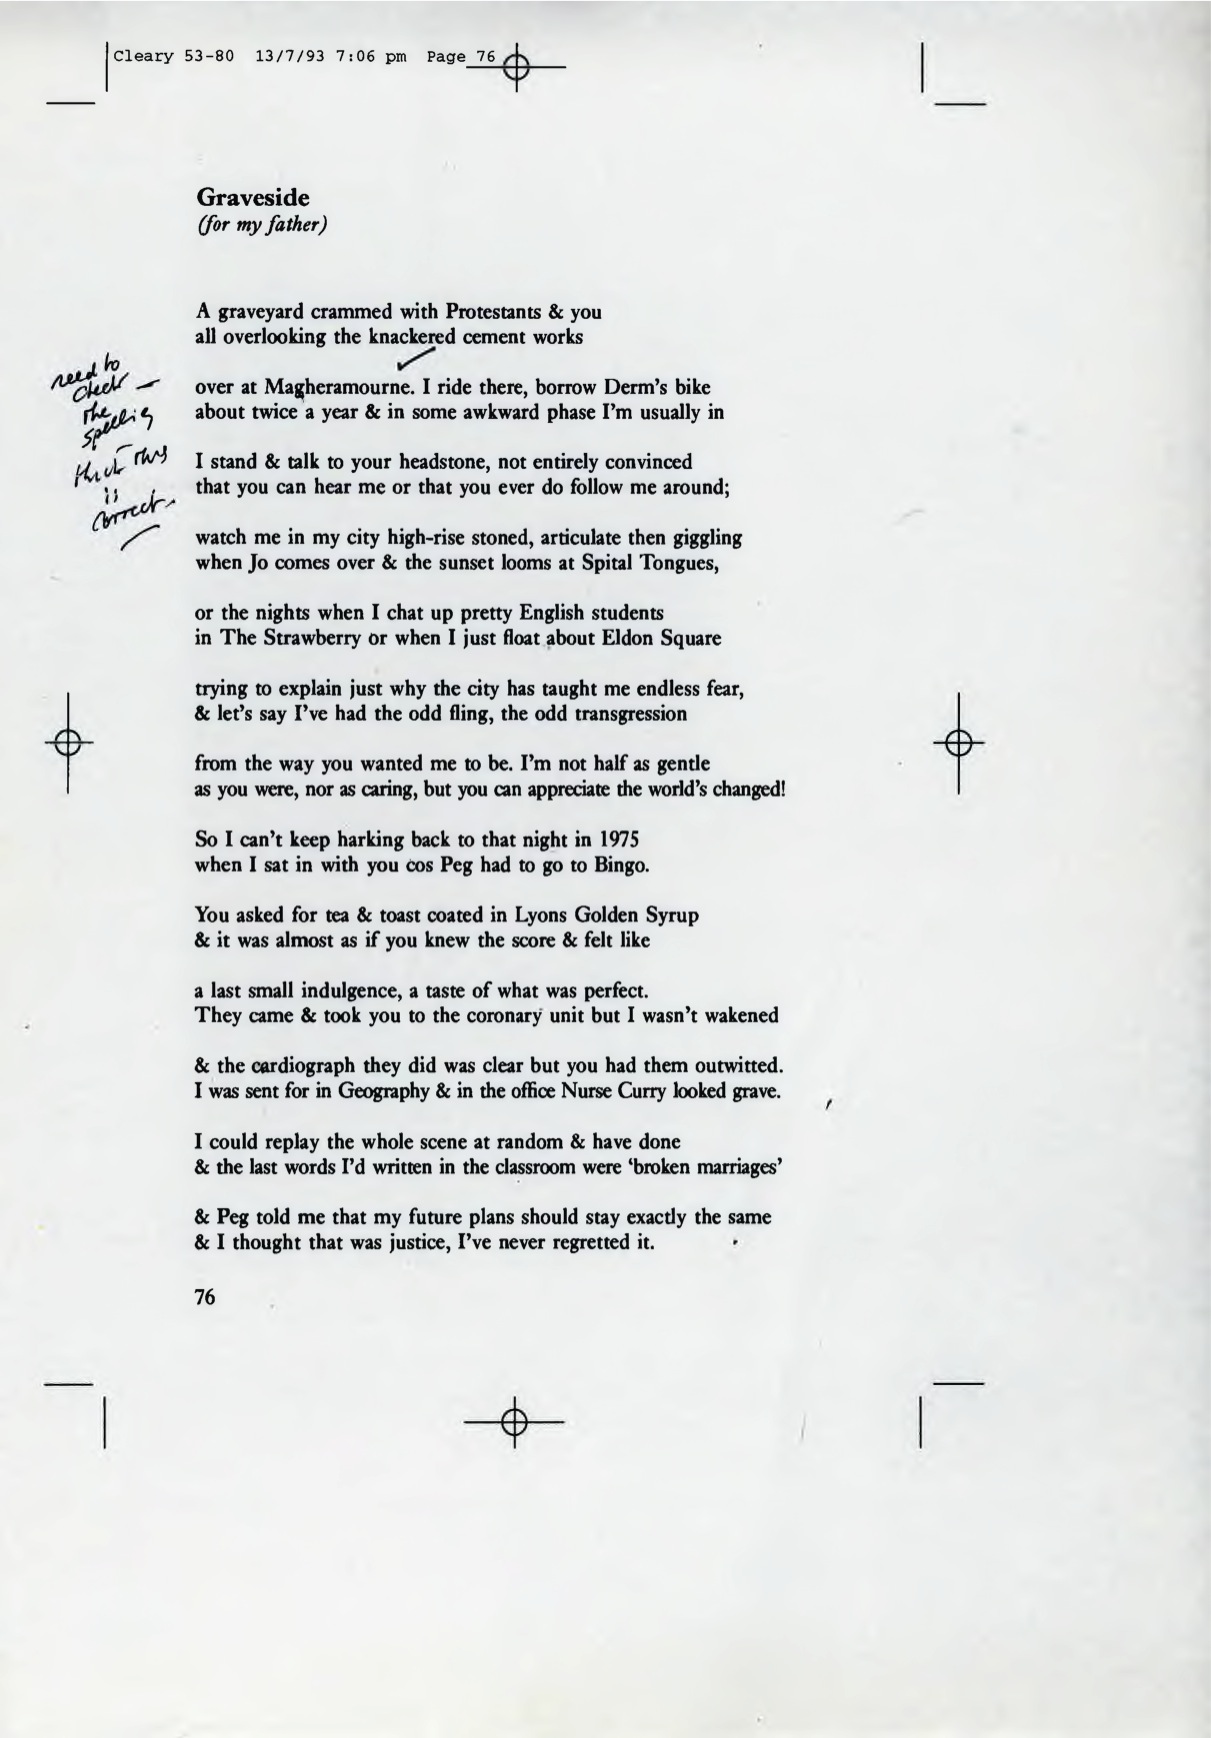 Cleary 53-80 13/7/93 7:06 pm Page 76
Graveside
(for my father)
A graveyard crammed with Protestants & you
all overlooking the knackered cement works
need to
check –
the
spelling
think this
is
correct.
over at Magheramourne. I ride there, borrow Derm's bike
about twice a year & in some awkward phase I'm usually in
I stand & talk to your headstone, not entirely convinced
that you can hear me or that you ever do follow me around;
watch me in my city high-rise stoned, articulate then giggling
when Jo comes over & the sunset looms at Spital Tongues,
or the nights when I chat up pretty English students
in The Strawberry or when I just float about Eldon Square
trying to explain just why the city has taught me endless fear,
& let's say I've had the odd fling, the odd transgression
from the way you wanted me to be. I'm not half as gentle
as you were, nor as caring, but you can appreciate the world's changed!
So I can't keep harking back to that night in 1975
when I sat in with you cos Peg had to go to Bingo.
You asked for tea & toast coated in Lyons Golden Syrup
& it was almost as if you knew the score & felt like
a last small indulgence, a taste of what was perfect.
They came & took you to the coronary unit but I wasn't wakened
& the cardiograph they did was clear but you had them outwitted.
I was sent for in Geography & in the office Nurse Curry looked grave.
I could replay the whole scene at random & have done
& the last words I'd written in the classroom were 'broken marriages'
& Peg told me that my future plans should stay exactly the same
& I thought that was justice, I've never regretted it.
76